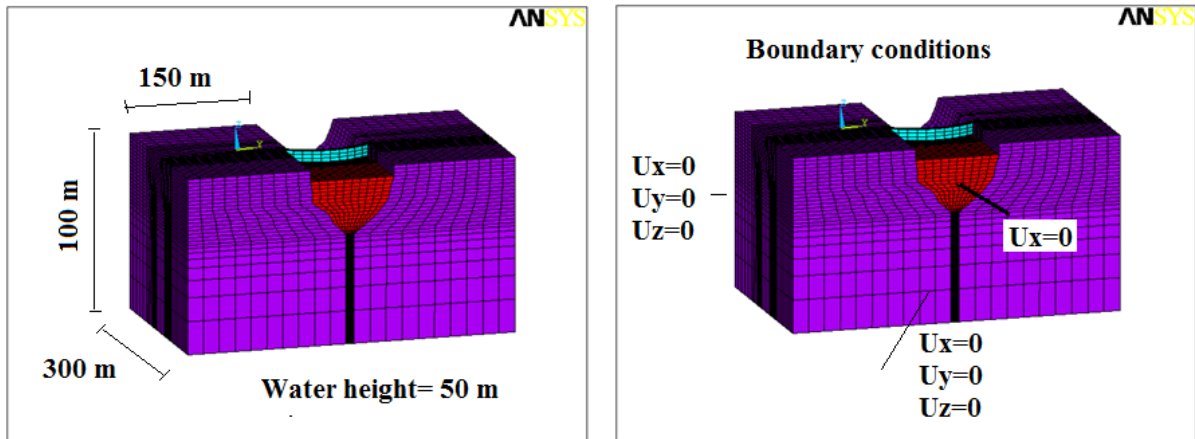 ANSYS
150 m
100 m
300 m
Water height= 50 m
Z
Y
ANSYS
Boundary conditions
Z
Y
Ux=0
Uy=0
Uz=0
Ux=0
Ux=0
Uy=0
Uz=0